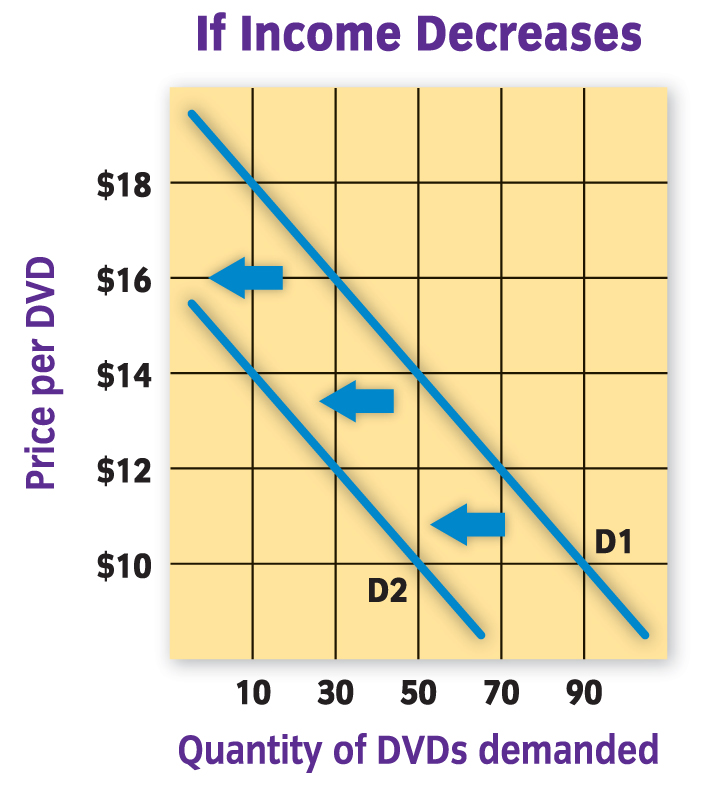 If Income Decreases
Price per DVD
$18
$16
$14
$12
$10
D1
D2
10 30 50 70 90
Quantity of DVDs demanded